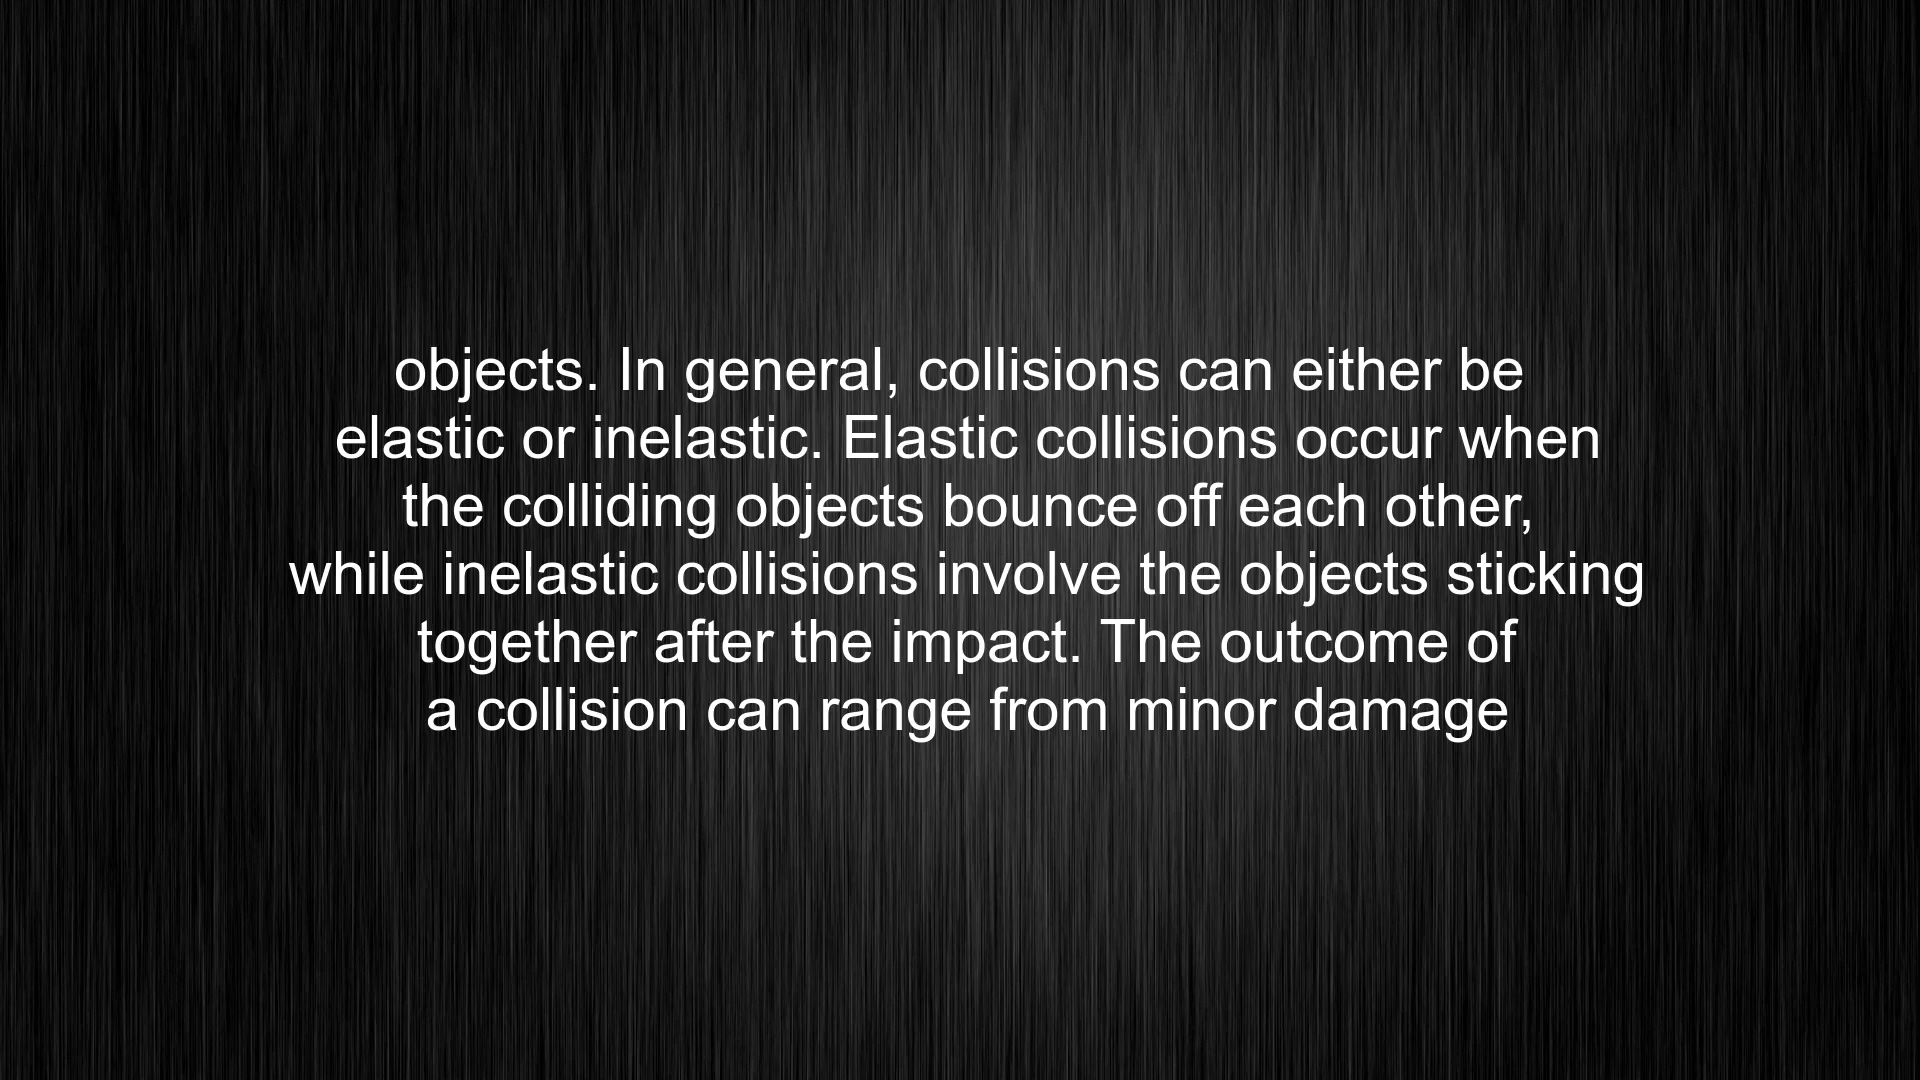 objects. In general, collisions can either be
elastic or inelastic. Elastic collisions occur when
the colliding objects bounce off each other,
while inelastic collisions involve the objects sticking
together after the impact. The outcome of
a collision can range from minor damage